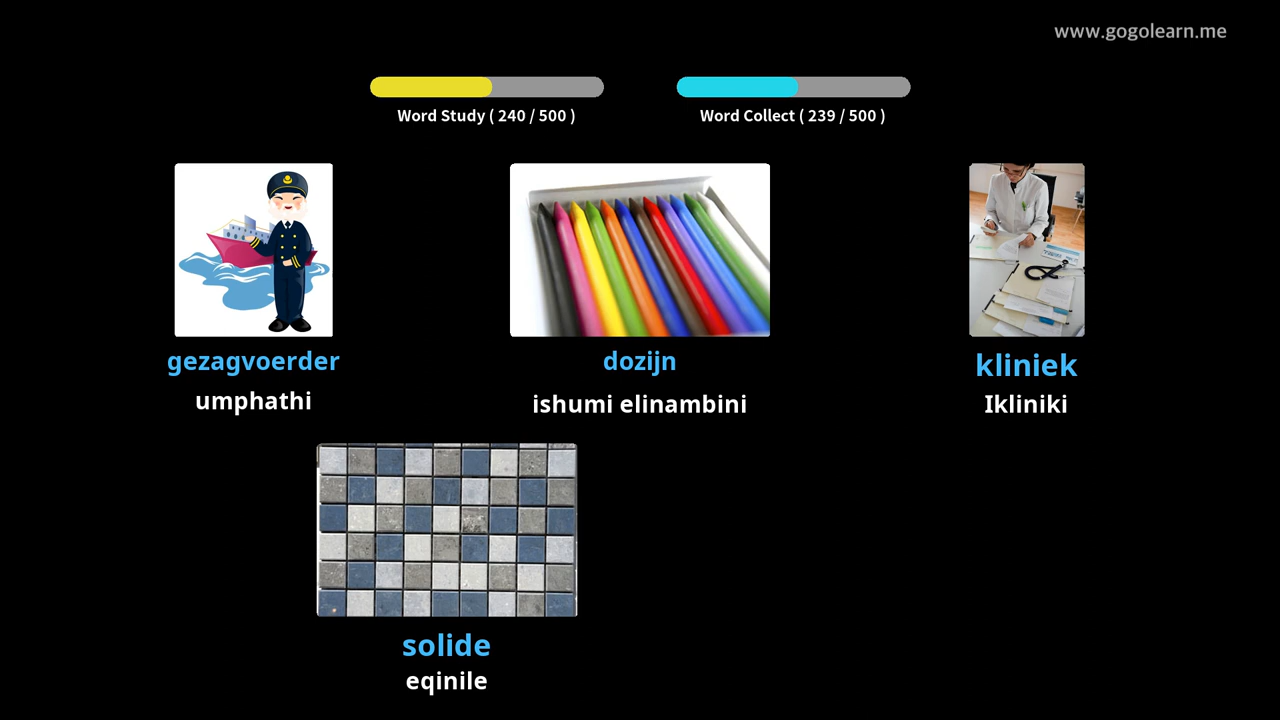 www.gogolearn.me
Word Study ( 240 / 500 )
Word Collect ( 239 / 500 )
gezagvoerder
umphathi
dozijn
ishumi elinambini
kliniek
Ikliniki
solide
eqinile